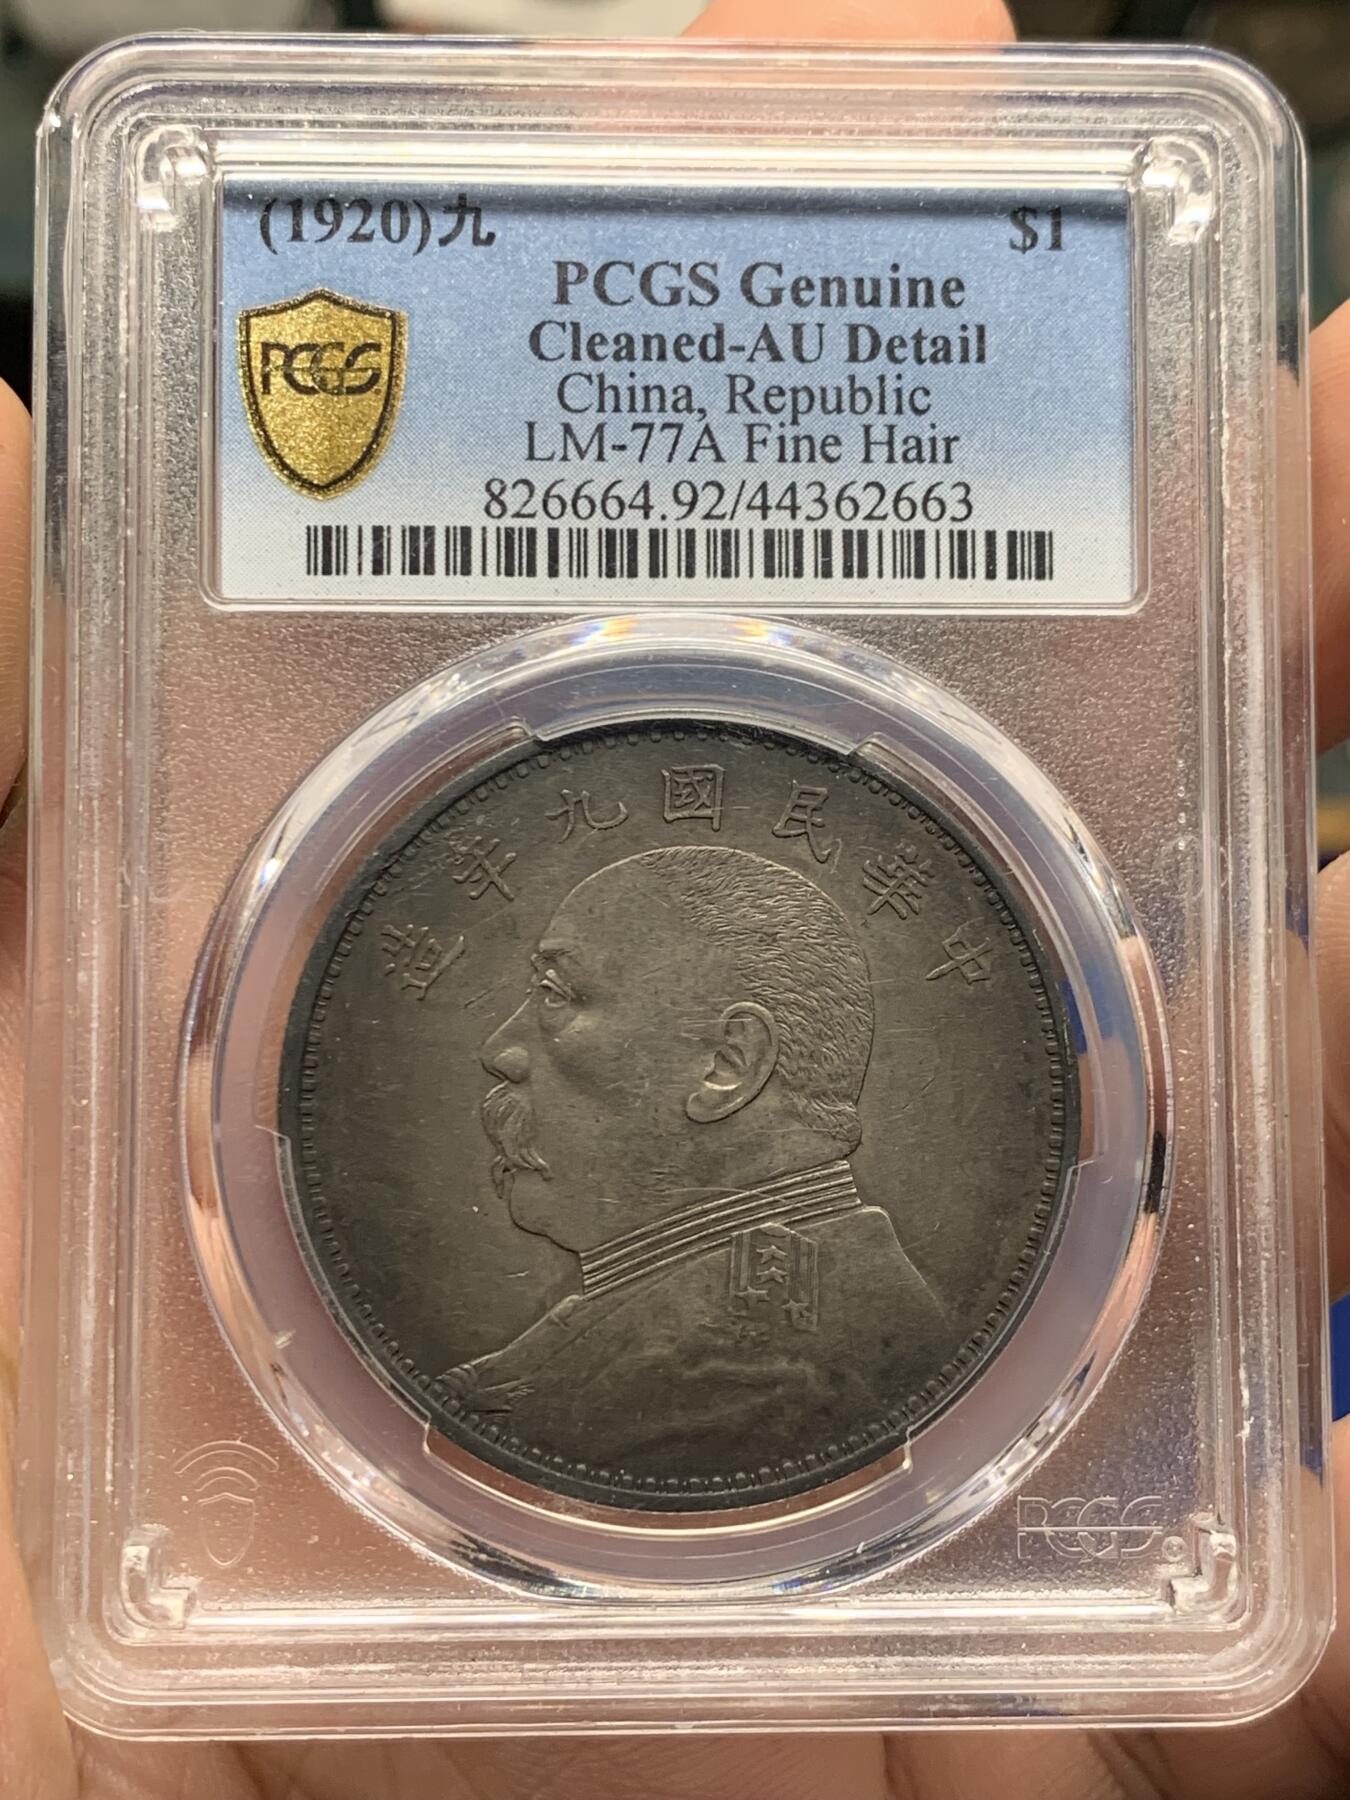 (1920)九 $1
PCGS Genuine
Cleaned-AU Detail
China, Republic
LM-77A Fine Hair
826664.92/44362663
PCGS
造年九國民華中
PCGS